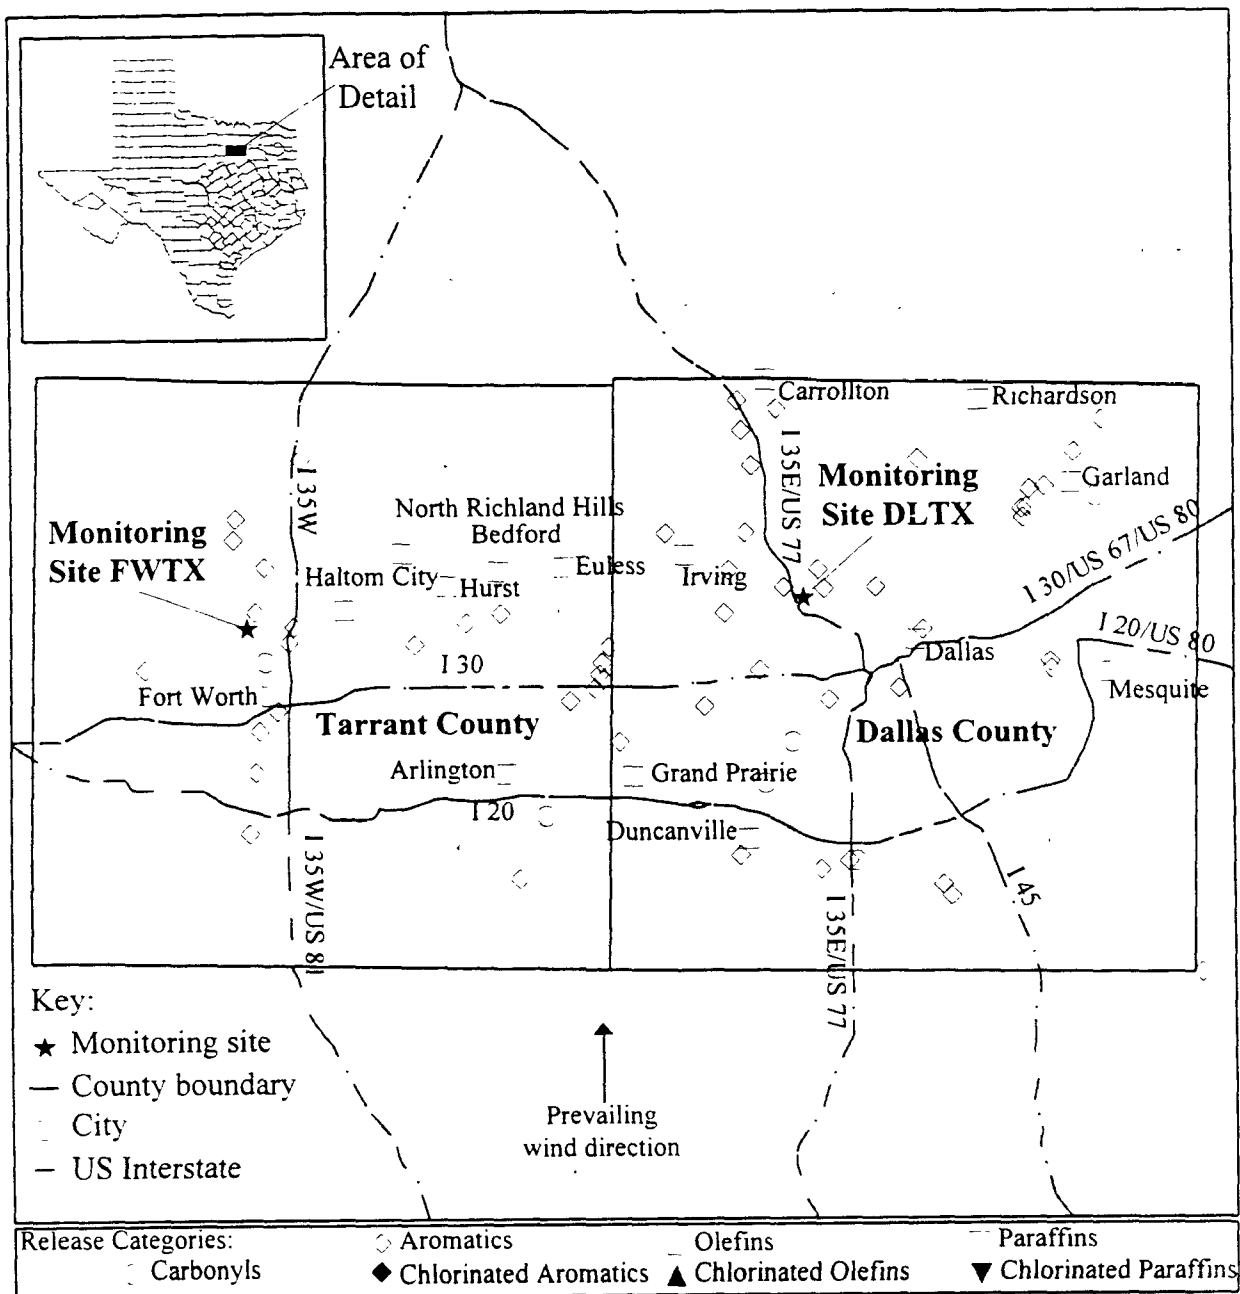 Area of
Detail
Carrollton
Richardson
I 35W
I 35E/US 77
Monitoring
Site DLTX
Garland
North Richland Hills
Bedford
Monitoring
Site FWTX
Haltom City
Hurst
Euless
Irving
I 30/US 67/US 80
I 20/US 80
I 30
Dallas
Mesquite
Fort Worth
Tarrant County
Dallas County
Arlington
Grand Prairie
I 20
Duncanville
I 35W/US 81
I 35E/US 77
I 45
Key:
Monitoring site
County boundary
City
US Interstate
Prevailing
wind direction
Release Categories:
Aromatics
Olefins
Paraffins
Carbonyls
Chlorinated Aromatics
Chlorinated Olefins
Chlorinated Paraffins